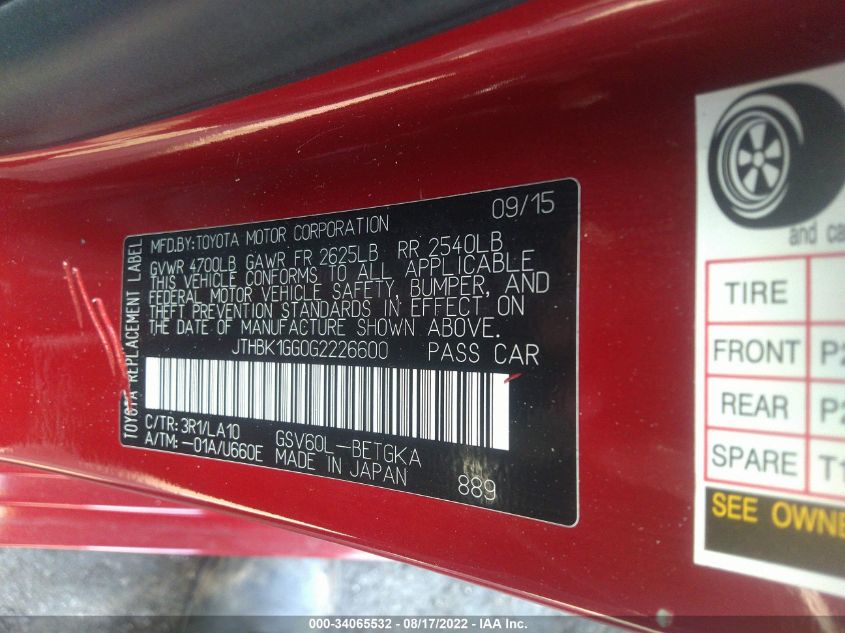 TOYOTA REPLACEMENT LABEL
MFD.BY:TOYOTA MOTOR CORPORATION 09/15
GVWR 4700LB GAWR FR 2625LB RR 2540LB
THIS VEHICLE CONFORMS TO ALL APPLICABLE
FEDERAL MOTOR VEHICLE SAFETY, BUMPER, AND
THEFT PREVENTION STANDARDS IN EFFECT ON
THE DATE OF MANUFACTURE SHOWN ABOVE.
JTHBK1GG0G2226600 PASS CAR
C/TR: 3R1/LA10 GSV60L-BETGKA
A/TM: -01A/U660E MADE IN JAPAN 889
and ca
TIRE
FRONT P2
REAR P2
SPARE T1
SEE OWNE
000-34065532 - 08/17/2022 - IAA Inc.